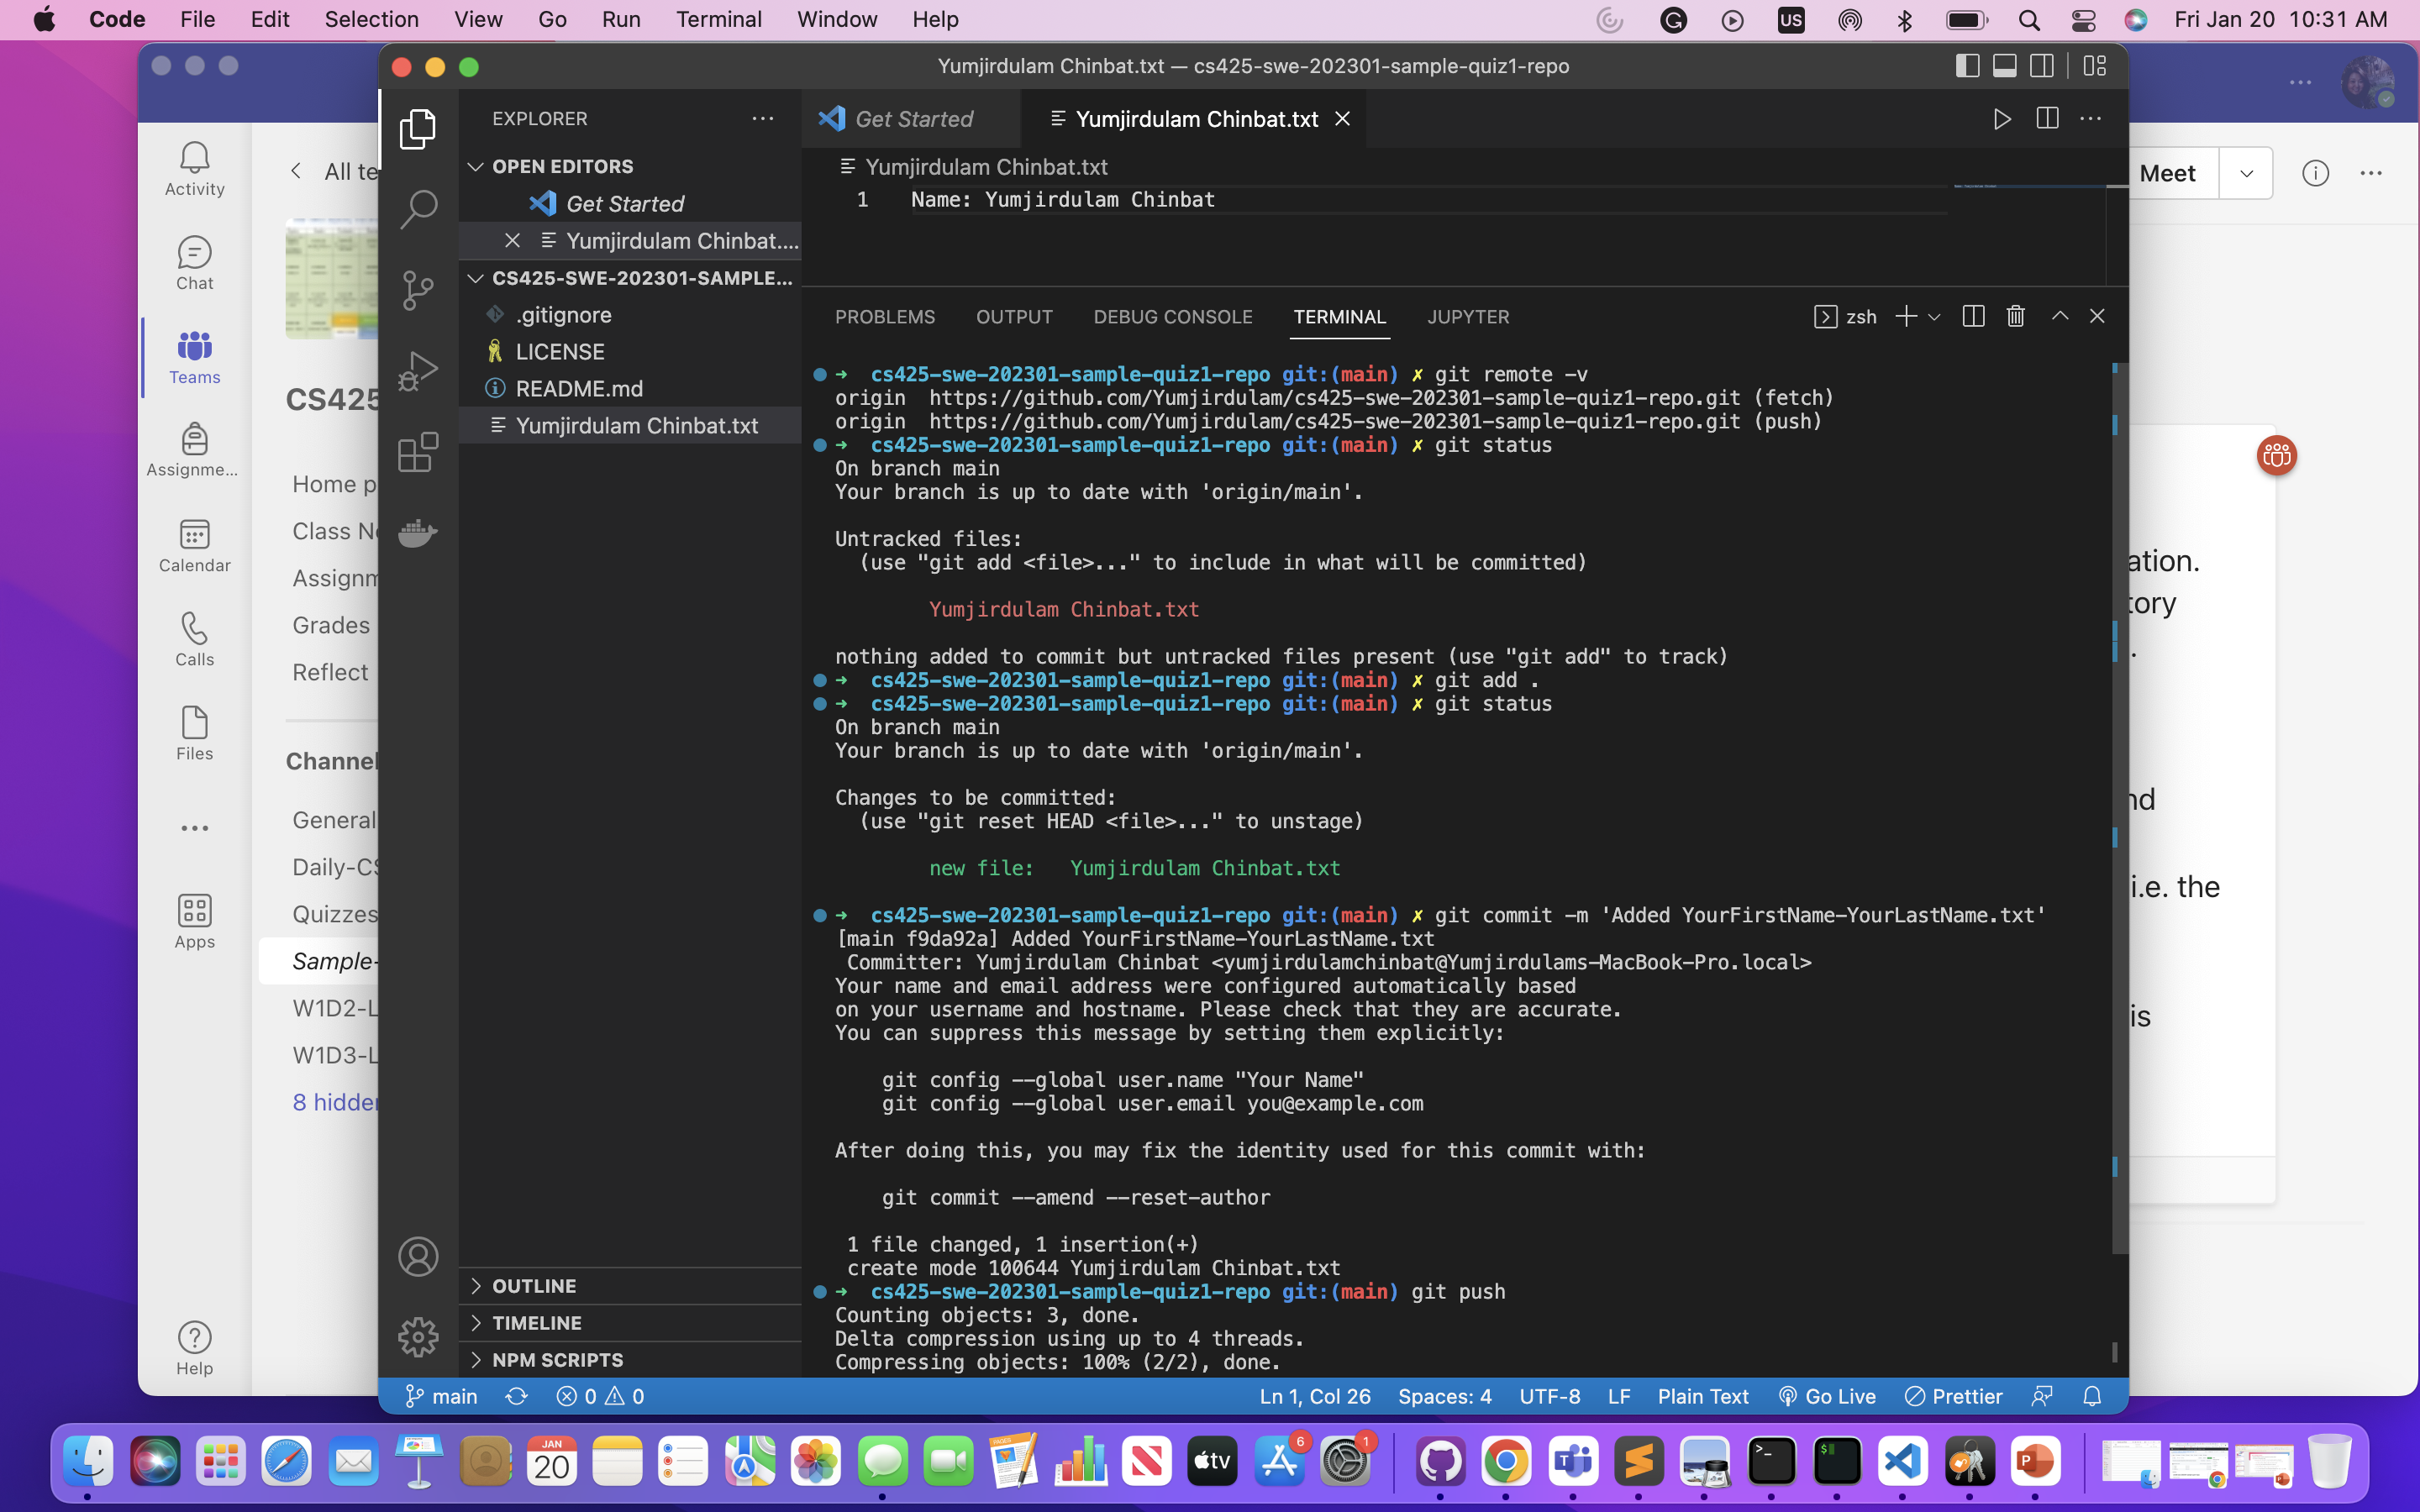 Code File Edit Selection View Go Run Terminal Window Help US Fri Jan 20 10:31 AM
Yumjirdulam Chinbat.txt — cs425-swe-202301-sample-quiz1-repo
Activity
Chat
Teams
Assignme...
Calendar
Calls
Files
Apps
Help
All te
CS425
Home p
Class No
Assignm
Grades
Reflect
Channel
General
Daily-CS
Quizzes
Sample-
W1D2-L
W1D3-L
8 hidden
EXPLORER
OPEN EDITORS
Get Started
Yumjirdulam Chinbat....
CS425-SWE-202301-SAMPLE...
.gitignore
LICENSE
README.md
Yumjirdulam Chinbat.txt
OUTLINE
TIMELINE
NPM SCRIPTS
Get Started Yumjirdulam Chinbat.txt
Yumjirdulam Chinbat.txt
1 Name: Yumjirdulam Chinbat
PROBLEMS OUTPUT DEBUG CONSOLE TERMINAL JUPYTER zsh
→ cs425-swe-202301-sample-quiz1-repo git:(main) ✗ git remote -v
origin https://github.com/Yumjirdulam/cs425-swe-202301-sample-quiz1-repo.git (fetch)
origin https://github.com/Yumjirdulam/cs425-swe-202301-sample-quiz1-repo.git (push)
→ cs425-swe-202301-sample-quiz1-repo git:(main) ✗ git status
On branch main
Your branch is up to date with 'origin/main'.
Untracked files:
(use "git add <file>..." to include in what will be committed)
Yumjirdulam Chinbat.txt
nothing added to commit but untracked files present (use "git add" to track)
→ cs425-swe-202301-sample-quiz1-repo git:(main) ✗ git add .
→ cs425-swe-202301-sample-quiz1-repo git:(main) ✗ git status
On branch main
Your branch is up to date with 'origin/main'.
Changes to be committed:
(use "git reset HEAD <file>..." to unstage)
new file: Yumjirdulam Chinbat.txt
→ cs425-swe-202301-sample-quiz1-repo git:(main) ✗ git commit -m 'Added YourFirstName-YourLastName.txt'
[main f9da92a] Added YourFirstName-YourLastName.txt
Committer: Yumjirdulam Chinbat <yumjirdulamchinbat@Yumjirdulams-MacBook-Pro.local>
Your name and email address were configured automatically based
on your username and hostname. Please check that they are accurate.
You can suppress this message by setting them explicitly:
git config --global user.name "Your Name"
git config --global user.email you@example.com
After doing this, you may fix the identity used for this commit with:
git commit --amend --reset-author
1 file changed, 1 insertion(+)
create mode 100644 Yumjirdulam Chinbat.txt
→ cs425-swe-202301-sample-quiz1-repo git:(main) git push
Counting objects: 3, done.
Delta compression using up to 4 threads.
Compressing objects: 100% (2/2), done.
main 0 0 Ln 1, Col 26 Spaces: 4 UTF-8 LF Plain Text Go Live Prettier
Meet
ation.
tory
.
nd
i.e. the
is
JAN
20
tv
6
1